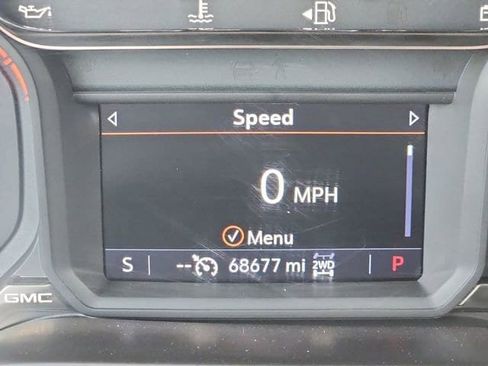 Speed
0 MPH
Menu
S -- 68677 mi 2WD P
GMC